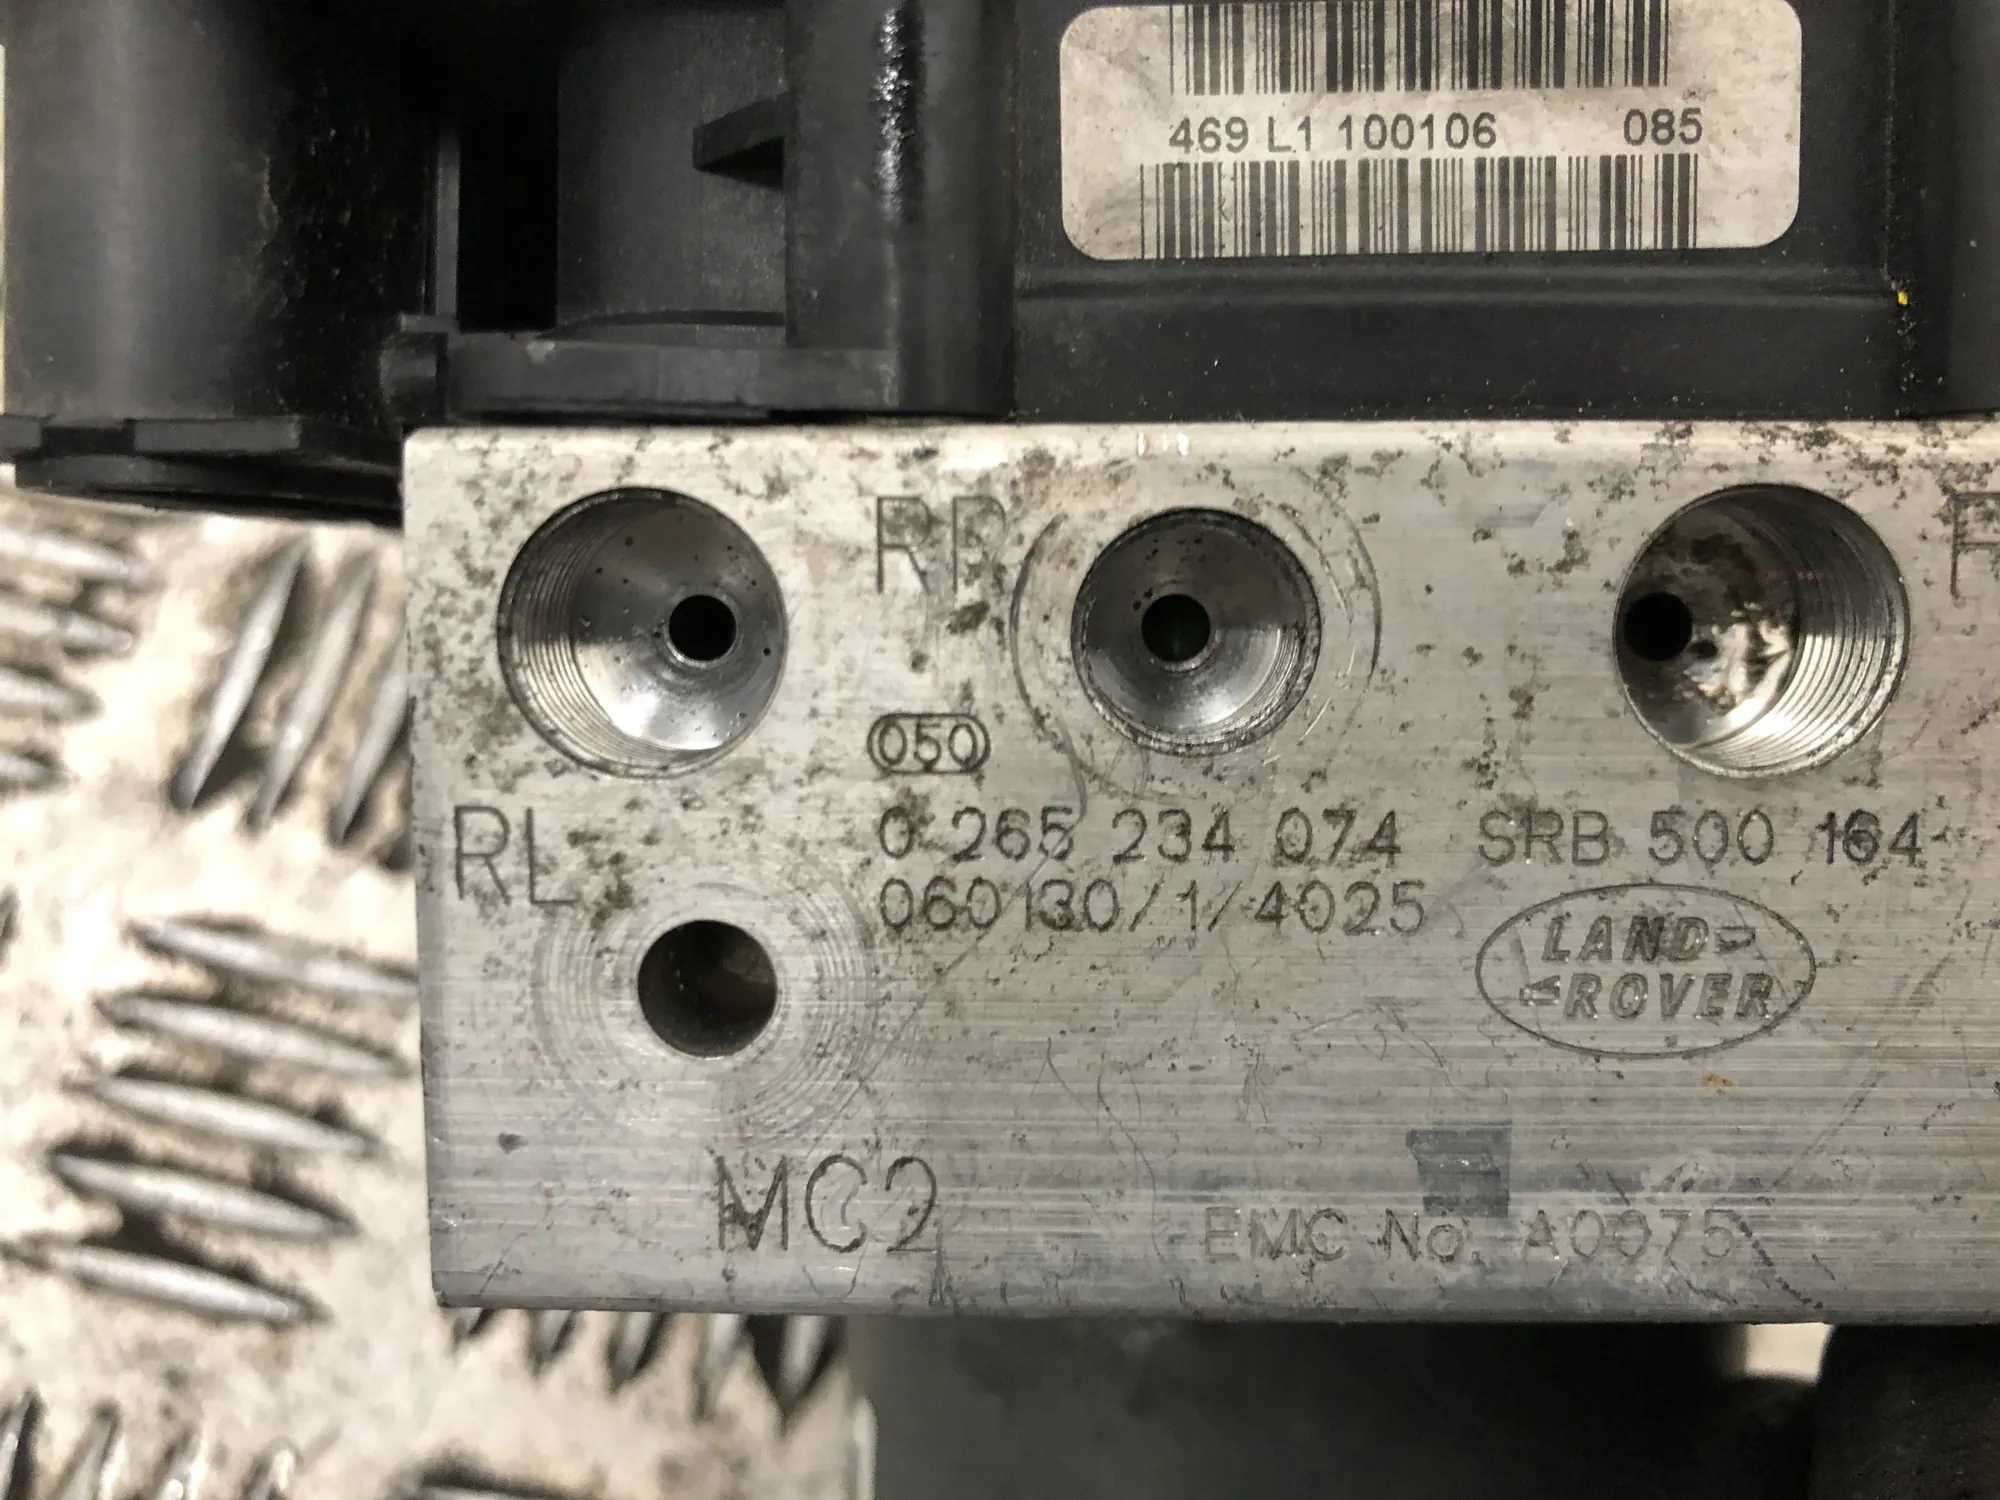 469 L1 100106 085
RR
050
RL
0 265 234 074 SRB 500 164
060130/1/4025
LAND
ROVER
MC2
EMC No. A0075